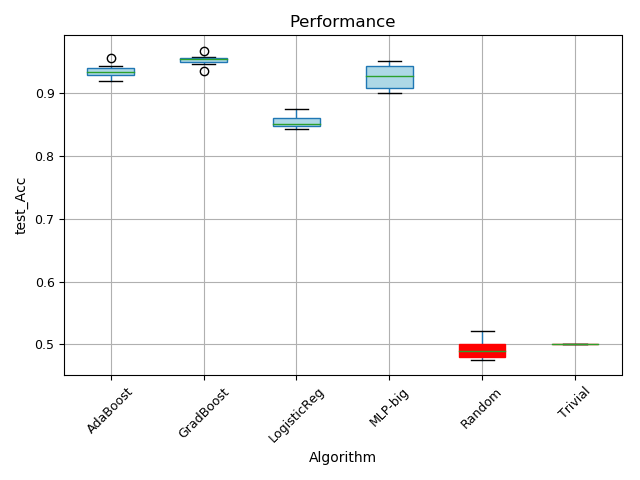 Performance
test_Acc
0.9
0.8
0.7
0.6
0.5
AdaBoost
GradBoost
LogisticReg
MLP-big
Random
Trivial
Algorithm